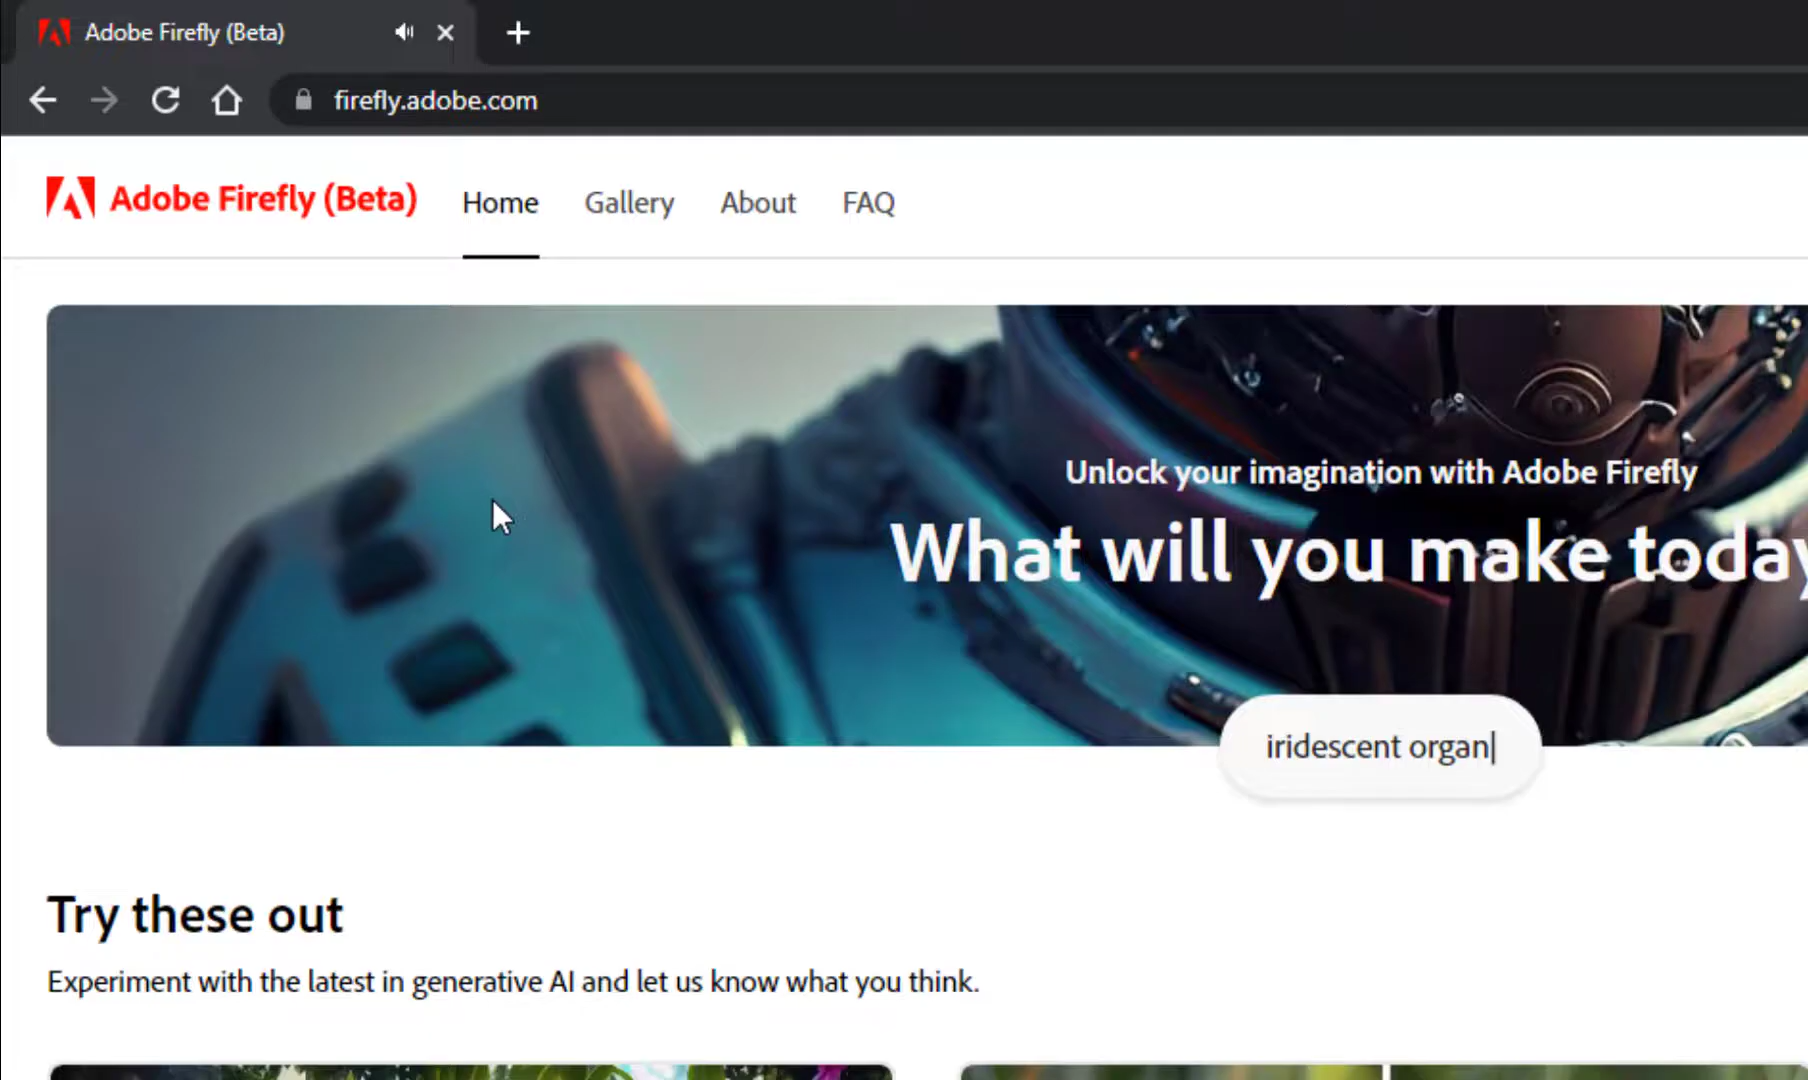 Adobe Firefly (Beta)
firefly.adobe.com
Adobe Firefly (Beta) Home Gallery About FAQ
Unlock your imagination with Adobe Firefly
What will you make today
iridescent organ
Try these out
Experiment with the latest in generative AI and let us know what you think.